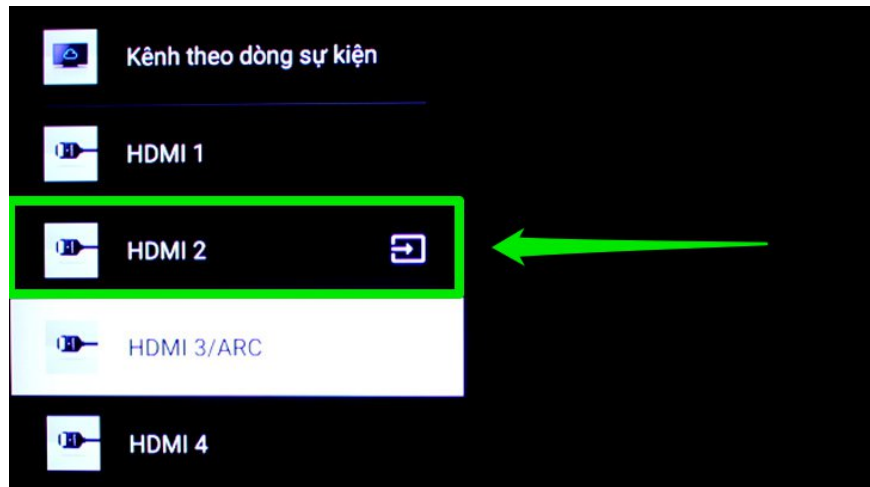 Kênh theo dòng sự kiện
HDMI 1
HDMI 2
HDMI 3/ARC
HDMI 4